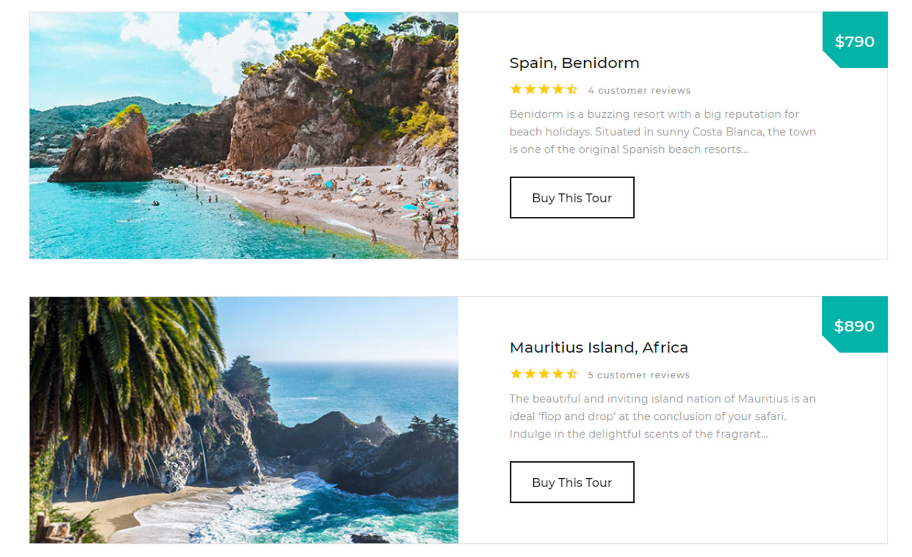 $790
Spain, Benidorm
4 customer reviews
Benidorm is a buzzing resort with a big reputation for
beach holidays. Situated in sunny Costa Blanca, the town
is one of the original Spanish beach resorts...
Buy This Tour
$890
Mauritius Island, Africa
5 customer reviews
The beautiful and inviting island nation of Mauritius is an
ideal ‘flop and drop’ at the conclusion of your safari.
Indulge in the delightful scents of the fragrant...
Buy This Tour